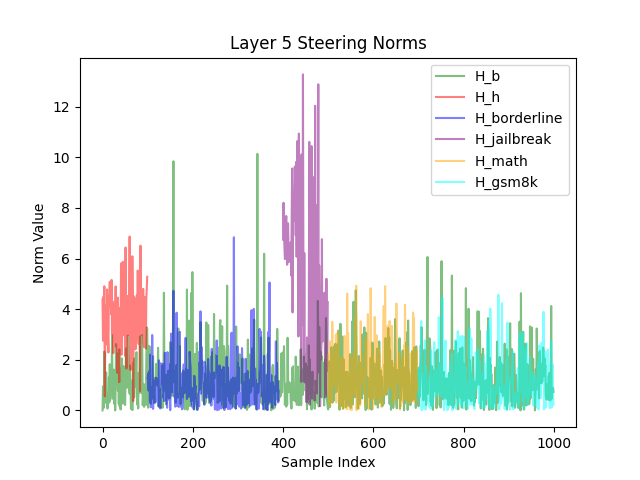 Layer 5 Steering Norms
H_b
H_h
H_borderline
H_jailbreak
H_math
H_gsm8k
Norm Value
12
10
8
6
4
2
0
0
200
400
600
800
1000
Sample Index